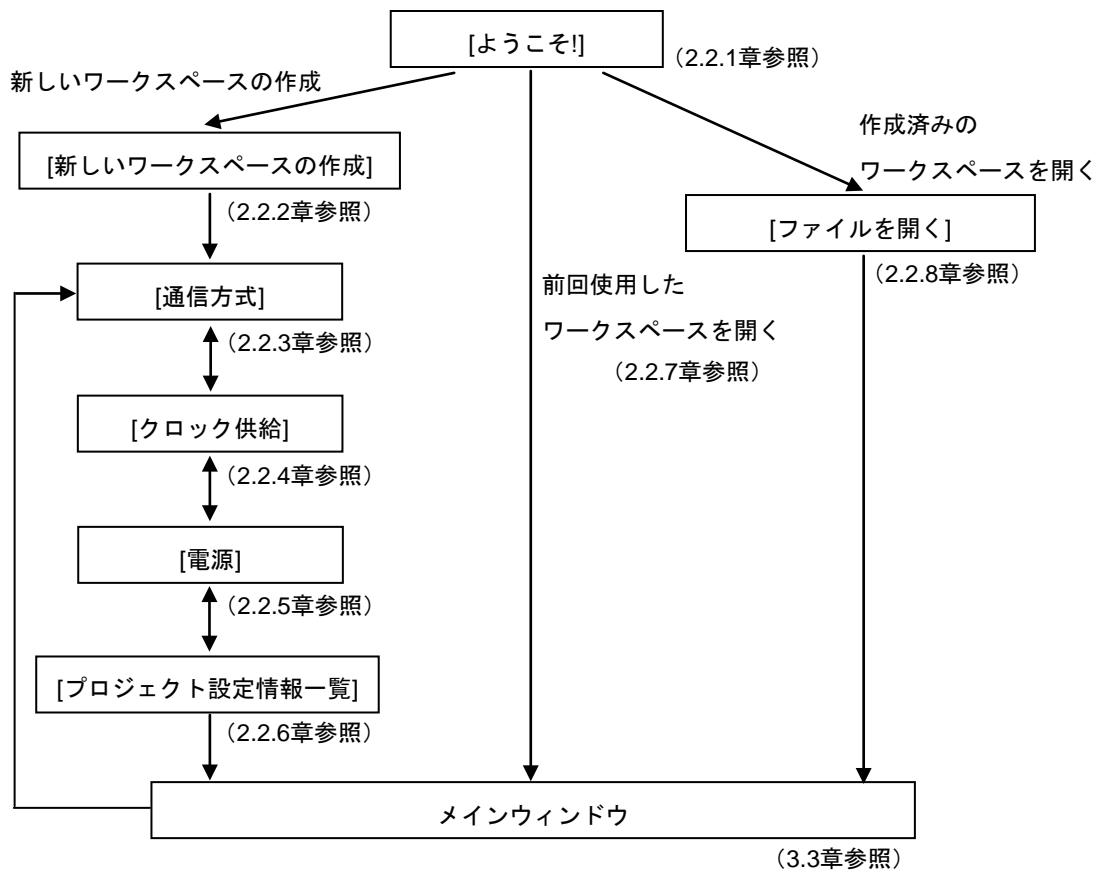 [ようこそ!]
（2.2.1章参照）
新しいワークスペースの作成
作成済みの
ワークスペースを開く
[新しいワークスペースの作成]
（2.2.2章参照）
[ファイルを開く]
（2.2.8章参照）
[通信方式]
（2.2.3章参照）
前回使用した
ワークスペースを開く
（2.2.7章参照）
[クロック供給]
（2.2.4章参照）
[電源]
（2.2.5章参照）
[プロジェクト設定情報一覧]
（2.2.6章参照）
メインウィンドウ
（3.3章参照）